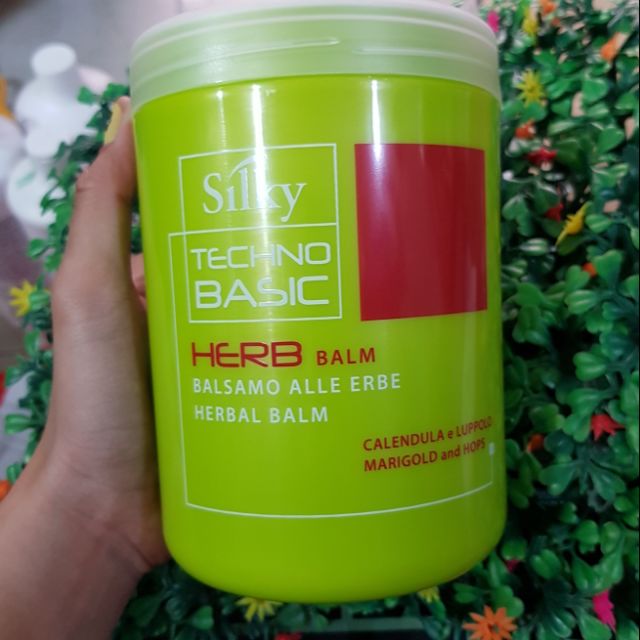 Silky
TECHNO
BASIC
HERB BALM
BALSAMO ALLE ERBE
HERBAL BALM
CALENDULA e LUPPOLO
MARIGOLD and HOPS